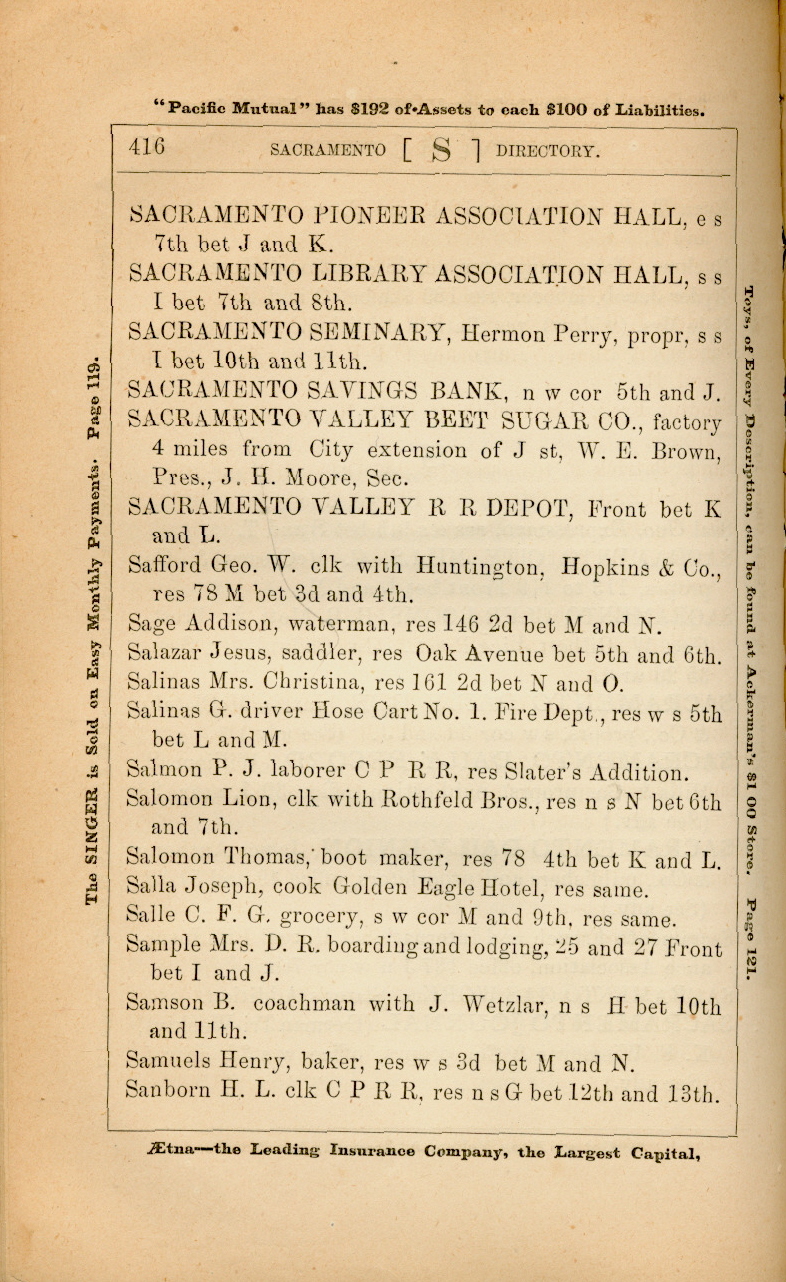 "Pacific Mutual" has $192 of Assets to each $100 of Liabilities.
416 SACRAMENTO [ S ] DIRECTORY.
SACRAMENTO PIONEER ASSOCIATION HALL, e s
7th bet J and K.
SACRAMENTO LIBRARY ASSOCIATION HALL, s s
I bet 7th and 8th.
SACRAMENTO SEMINARY, Hermon Perry, propr, s s
I bet 10th and 11th.
SACRAMENTO SAVINGS BANK, n w cor 5th and J.
SACRAMENTO VALLEY BEET SUGAR CO., factory
4 miles from City extension of J st, W. E. Brown,
Pres., J. H. Moore, Sec.
SACRAMENTO VALLEY R R DEPOT, Front bet K
and L.
Safford Geo. W. clk with Huntington, Hopkins & Co.,
res 78 M bet 3d and 4th.
Sage Addison, waterman, res 146 2d bet M and N.
Salazar Jesus, saddler, res Oak Avenue bet 5th and 6th.
Salinas Mrs. Christina, res 161 2d bet N and O.
Salinas G. driver Hose Cart No. 1. Fire Dept., res w s 5th
bet L and M.
Salmon P. J. laborer C P R R, res Slater's Addition.
Salomon Lion, clk with Rothfeld Bros., res n s N bet 6th
and 7th.
Salomon Thomas, boot maker, res 78 4th bet K and L.
Salla Joseph, cook Golden Eagle Hotel, res same.
Salle C. F. G. grocery, s w cor M and 9th, res same.
Sample Mrs. D. R. boarding and lodging, 25 and 27 Front
bet I and J.
Samson B. coachman with J. Wetzlar, n s H bet 10th
and 11th.
Samuels Henry, baker, res w s 3d bet M and N.
Sanborn H. L. clk C P R R, res n s G bet 12th and 13th.
Ætna—the Leading Insurance Company, the Largest Capital,
The SINGER is Sold on Easy Monthly Payments. Page 119.
Toys, of Every Description, can be found at Ackerman's $1 00 Store. Page 121.